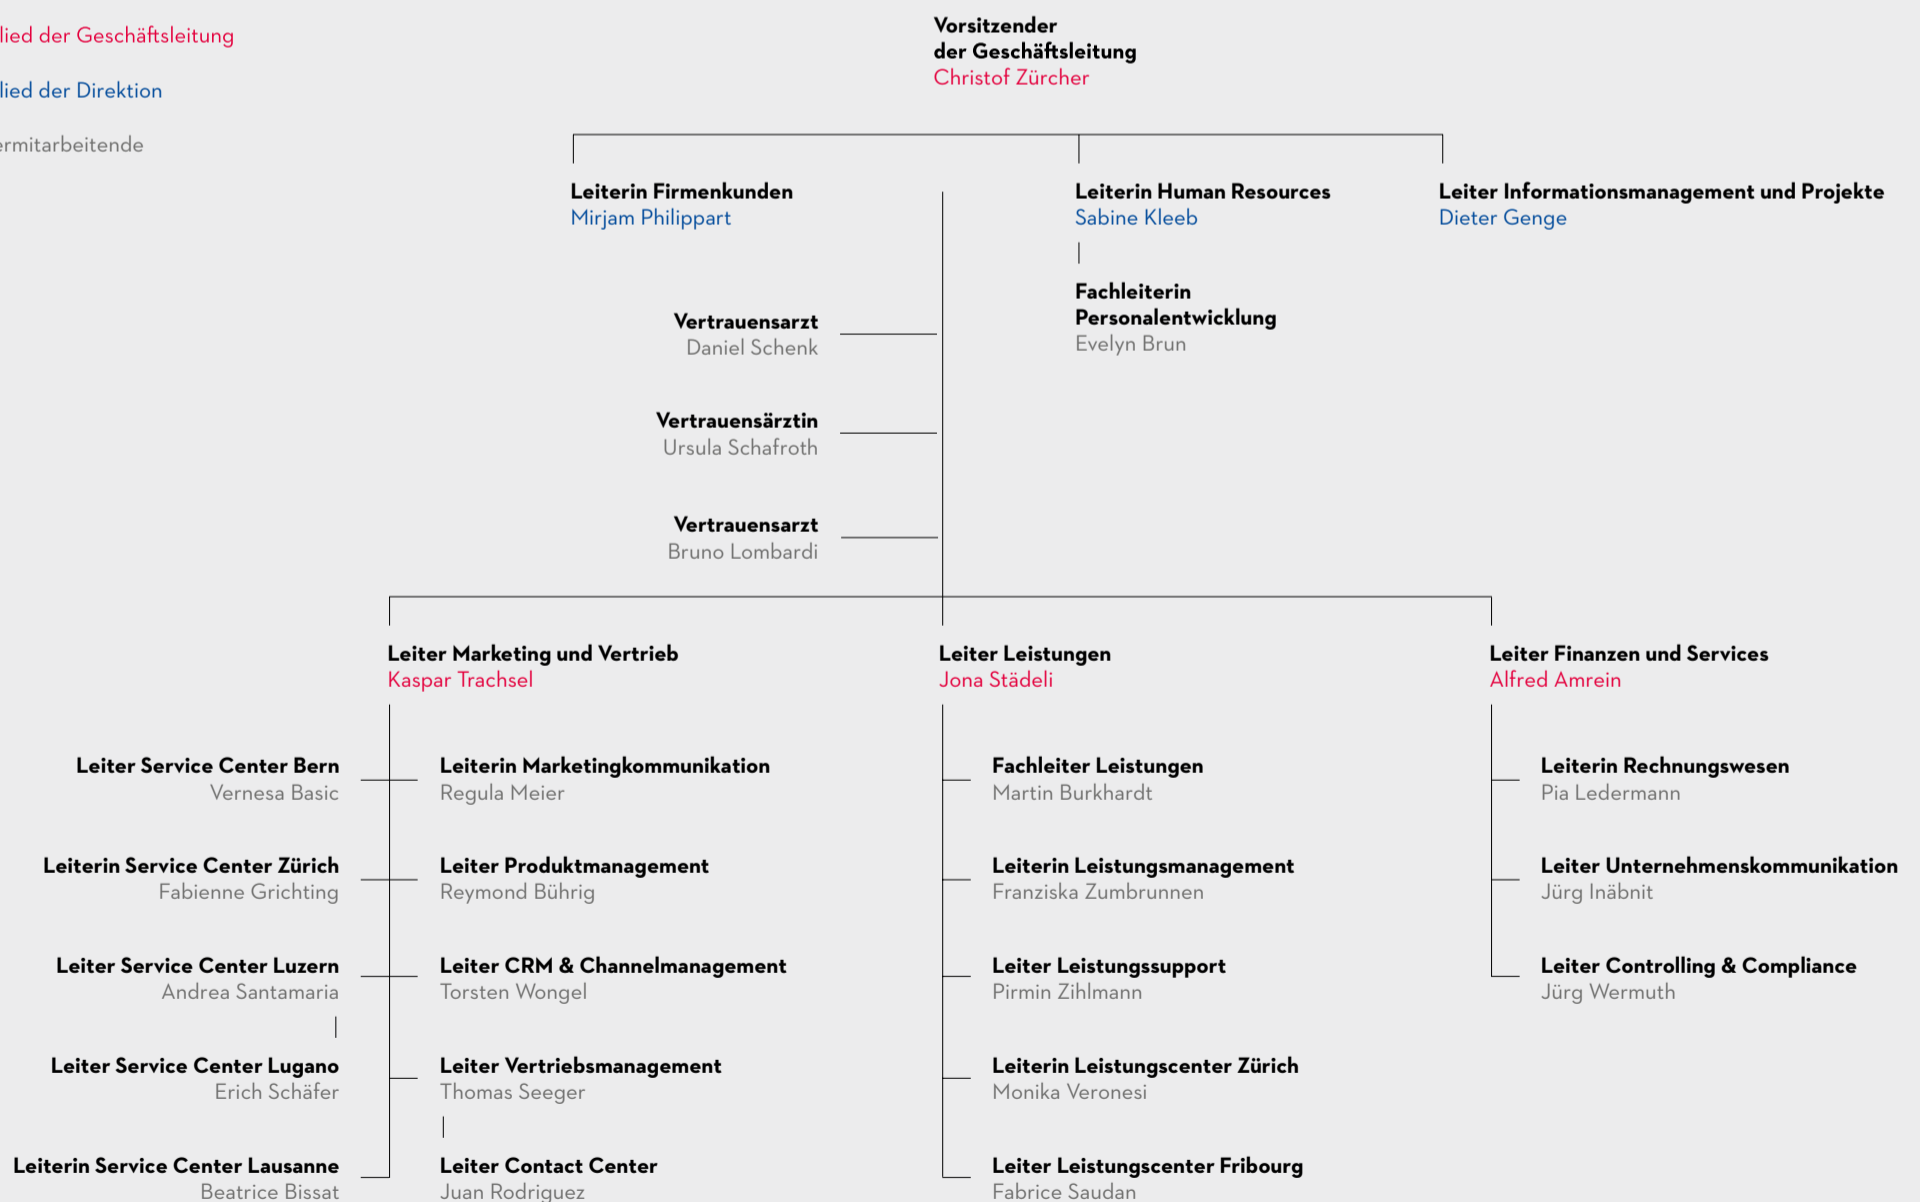 lied der Geschäftsleitung
lied der Direktion
ermitarbeitende
Vorsitzender
der Geschäftsleitung
Christof Zürcher
Leiterin Firmenkunden
Mirjam Philippart
Leiterin Human Resources
Sabine Kleeb
Leiter Informationsmanagement und Projekte
Dieter Genge
Fachleiterin
Personalentwicklung
Evelyn Brun
Vertrauensarzt
Daniel Schenk
Vertrauensärztin
Ursula Schafroth
Vertrauensarzt
Bruno Lombardi
Leiter Marketing und Vertrieb
Kaspar Trachsel
Leiter Leistungen
Jona Städeli
Leiter Finanzen und Services
Alfred Amrein
Leiter Service Center Bern
Vernesa Basic
Leiterin Service Center Zürich
Fabienne Grichting
Leiter Service Center Luzern
Andrea Santamaria
Leiter Service Center Lugano
Erich Schäfer
Leiterin Service Center Lausanne
Beatrice Bissat
Leiterin Marketingkommunikation
Regula Meier
Leiter Produktmanagement
Reymond Bührig
Leiter CRM & Channelmanagement
Torsten Wongel
Leiter Vertriebsmanagement
Thomas Seeger
Leiter Contact Center
Juan Rodriguez
Fachleiter Leistungen
Martin Burkhardt
Leiterin Leistungsmanagement
Franziska Zumbrunnen
Leiter Leistungssupport
Pirmin Zihlmann
Leiterin Leistungscenter Zürich
Monika Veronesi
Leiter Leistungscenter Fribourg
Fabrice Saudan
Leiterin Rechnungswesen
Pia Ledermann
Leiter Unternehmenskommunikation
Jürg Inäbnit
Leiter Controlling & Compliance
Jürg Wermuth